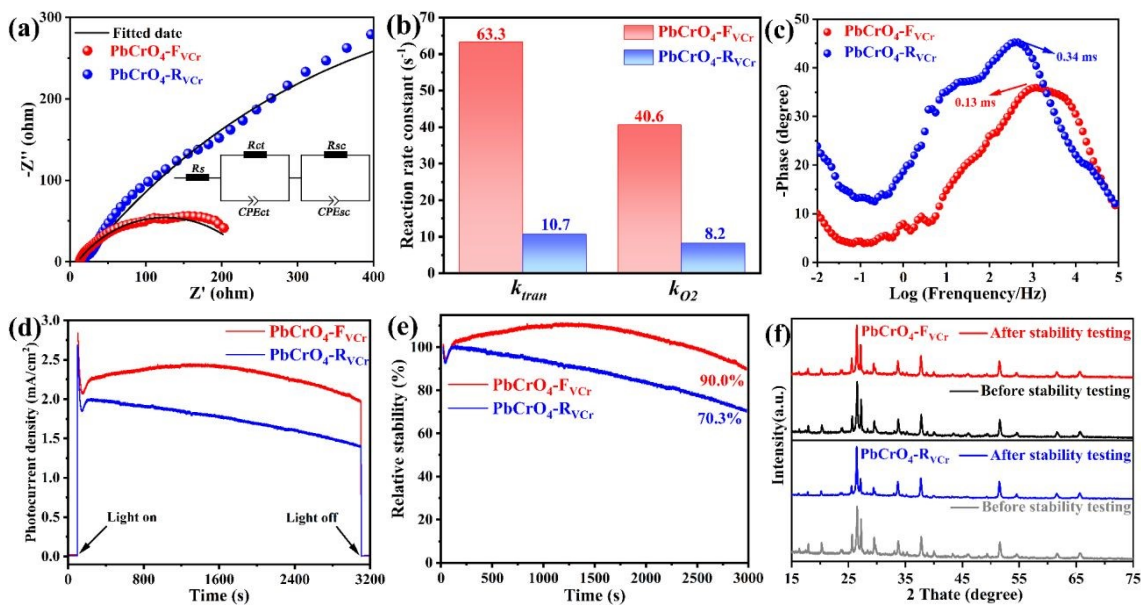 (a)
300
200
100
0
-Z'' (ohm)
Fitted date
PbCrO4-FVCr
PbCrO4-RVCr
Rs
Rct
Rsc
CPEct
CPEsc
0 100 200 300 400
Z' (ohm)
(b)
70
60
50
40
30
20
10
0
Reaction rate constant (s-1)
63.3
PbCrO4-FVCr
PbCrO4-RVCr
40.6
10.7
8.2
ktran kO2
(c)
50
40
30
20
10
0
-Phase (degree)
PbCrO4-FVCr
PbCrO4-RVCr
0.34 ms
0.13 ms
-2 -1 0 1 2 3 4 5
Log (Frenquency/Hz)
(d)
3.0
2.5
2.0
1.5
1.0
0.5
0.0
Photocurrent density (mA/cm2)
PbCrO4-FVCr
PbCrO4-RVCr
Light on
Light off
0 800 1600 2400 3200
Time (s)
(e)
120
100
80
60
40
20
0
Relative stability (%)
90.0%
PbCrO4-FVCr
PbCrO4-RVCr
70.3%
0 600 1200 1800 2400 3000
Time (s)
(f)
Intensity(a.u.)
PbCrO4-FVCr After stability testing
Before stability testing
PbCrO4-RVCr After stability testing
Before stability testing
15 25 35 45 55 65 75
2 Thate (degree)